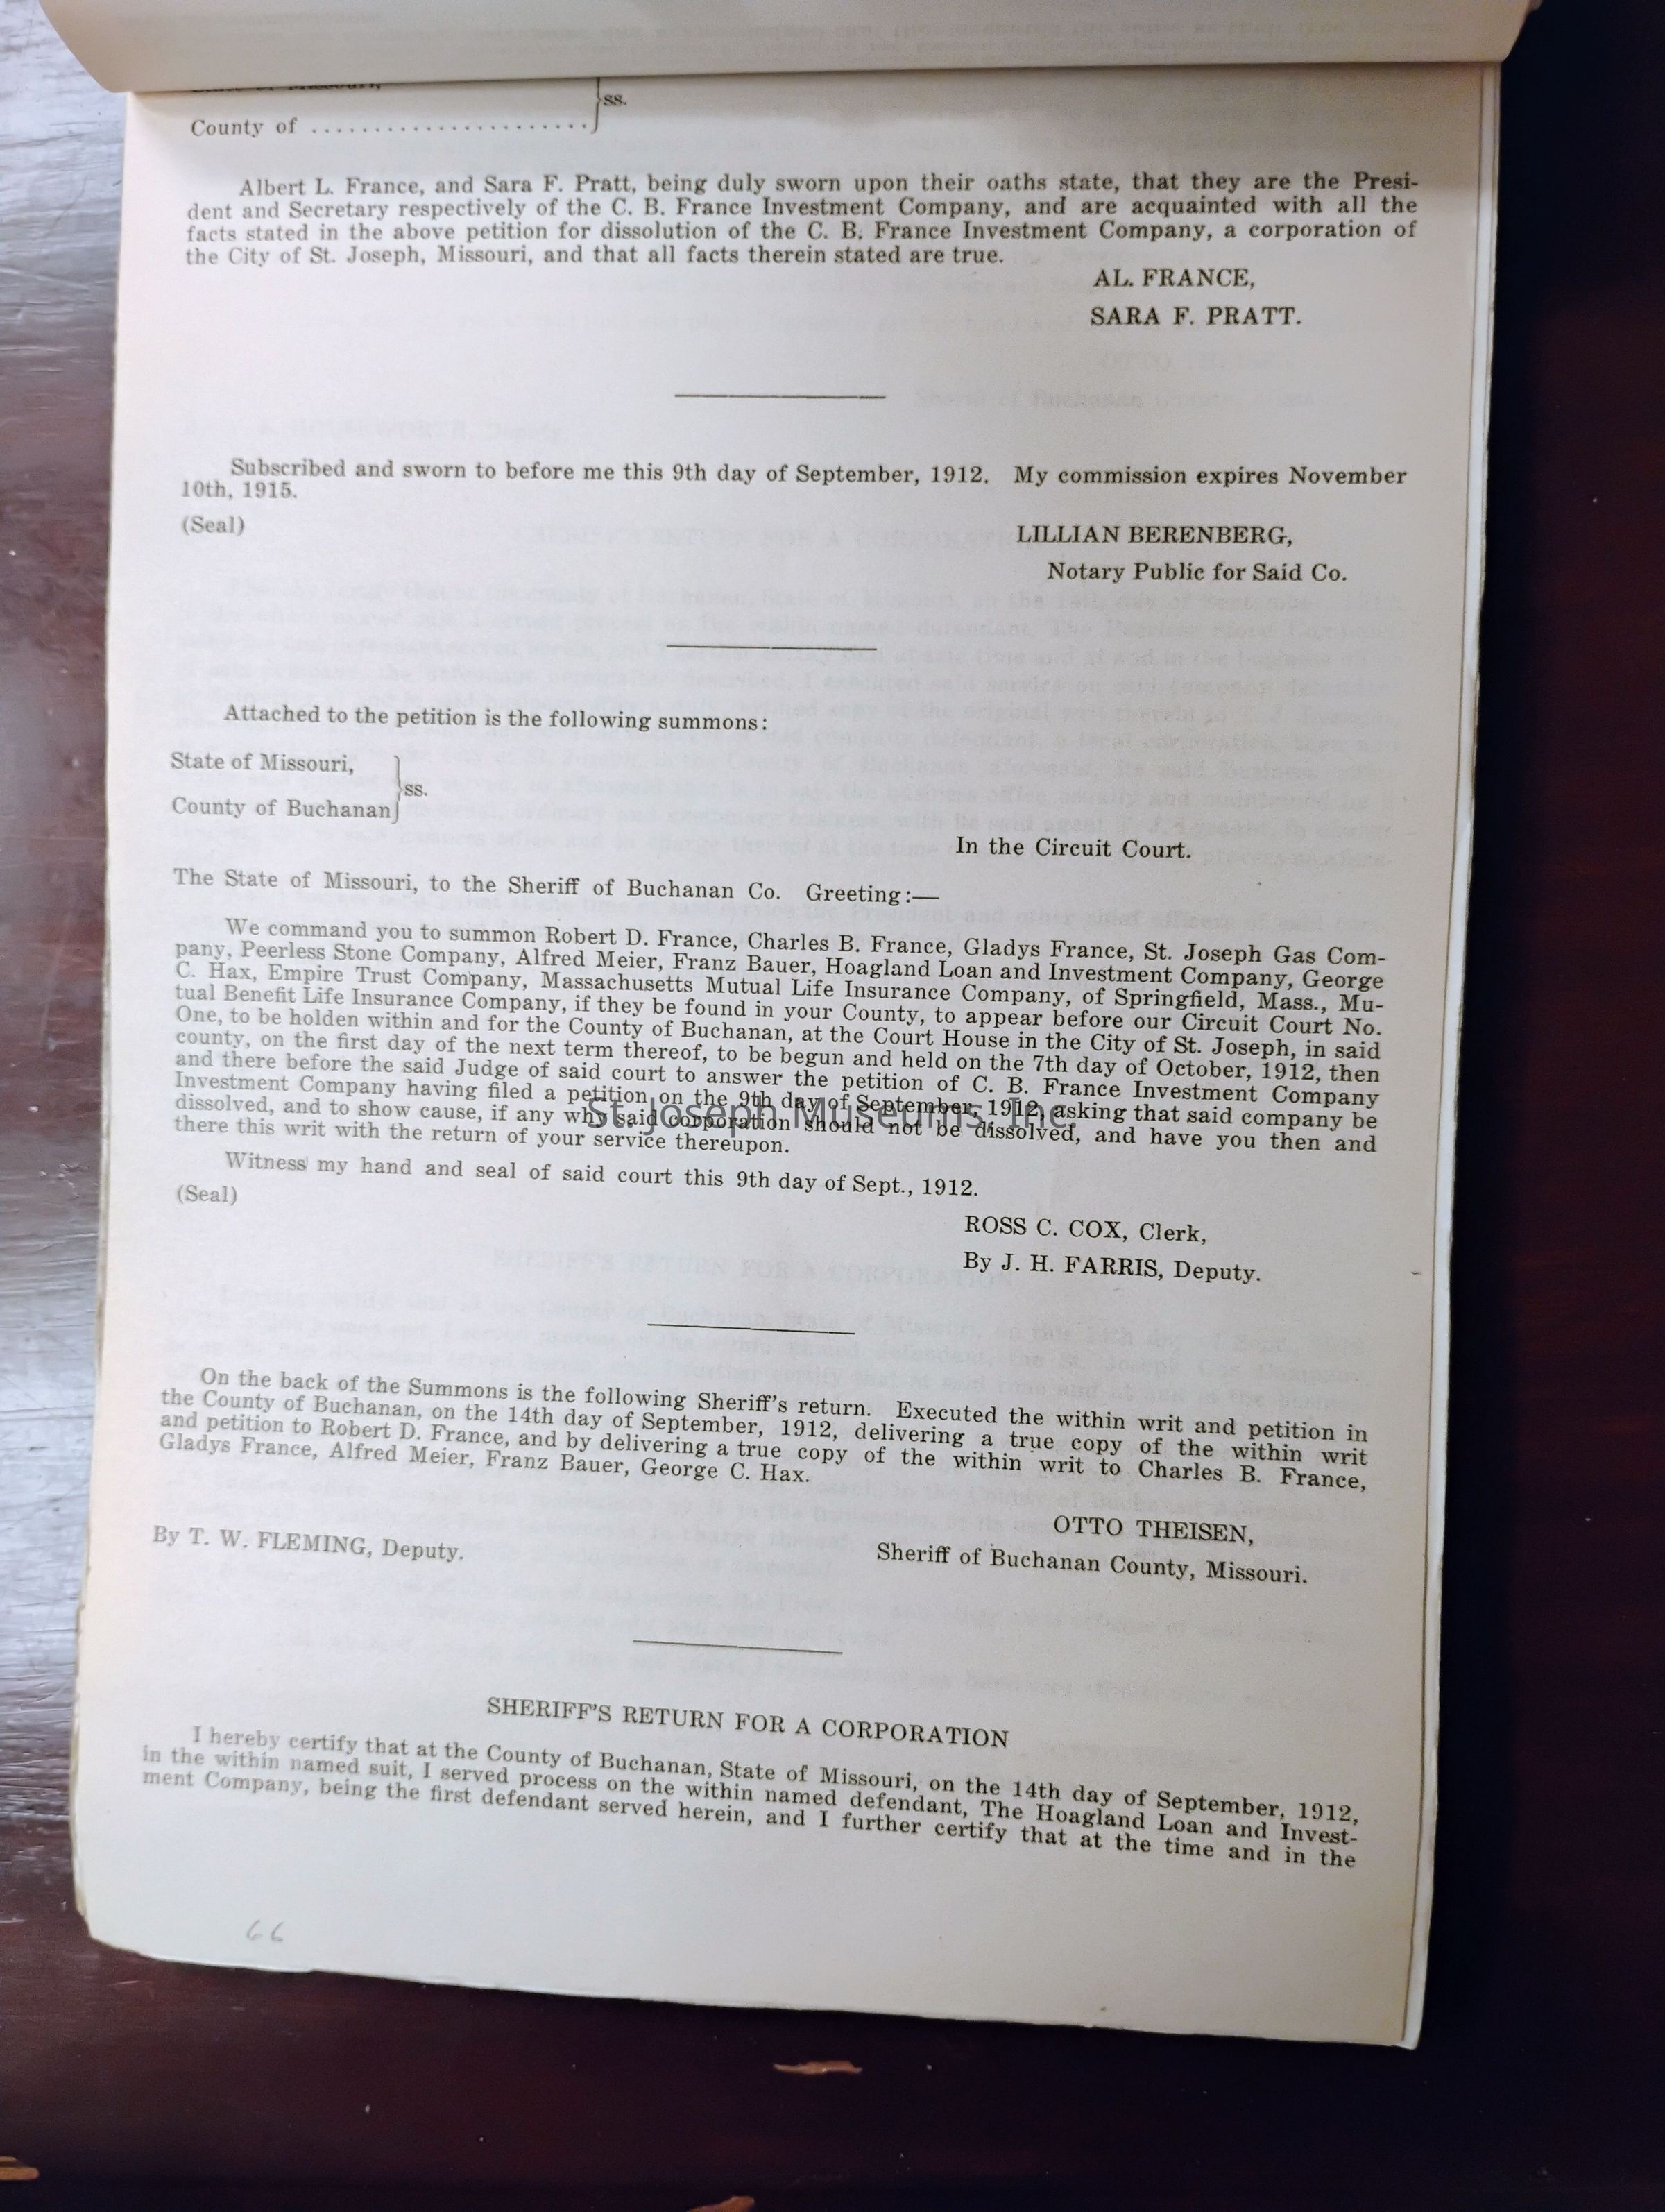 State of Missouri,
ss.
County of ......................
Albert L. France, and Sara F. Pratt, being duly sworn upon their oaths state, that they are the Presi-
dent and Secretary respectively of the C. B. France Investment Company, and are acquainted with all the
facts stated in the above petition for dissolution of the C. B. France Investment Company, a corporation of
the City of St. Joseph, Missouri, and that all facts therein stated are true.
AL. FRANCE,
SARA F. PRATT.
Subscribed and sworn to before me this 9th day of September, 1912. My commission expires November
10th, 1915.
(Seal)
LILLIAN BERENBERG,
Notary Public for Said Co.
Attached to the petition is the following summons:
State of Missouri,
ss.
County of Buchanan
In the Circuit Court.
The State of Missouri, to the Sheriff of Buchanan Co. Greeting:—
We command you to summon Robert D. France, Charles B. France, Gladys France, St. Joseph Gas Com-
pany, Peerless Stone Company, Alfred Meier, Franz Bauer, Hoagland Loan and Investment Company, George
C. Hax, Empire Trust Company, Massachusetts Mutual Life Insurance Company, of Springfield, Mass., Mu-
tual Benefit Life Insurance Company, if they be found in your County, to appear before our Circuit Court No.
One, to be holden within and for the County of Buchanan, at the Court House in the City of St. Joseph, in said
county, on the first day of the next term thereof, to be begun and held on the 7th day of October, 1912, then
and there before the said Judge of said court to answer the petition of C. B. France Investment Company
Investment Company having filed a petition on the 9th day of September, 1912, asking that said company be
dissolved, and to show cause, if any why said corporation should not be dissolved, and have you then and
there this writ with the return of your service thereupon.
St. Joseph Museums, Inc.
Witness my hand and seal of said court this 9th day of Sept., 1912.
(Seal)
ROSS C. COX, Clerk,
By J. H. FARRIS, Deputy.
On the back of the Summons is the following Sheriff's return. Executed the within writ and petition in
the County of Buchanan, on the 14th day of September, 1912, delivering a true copy of the within writ
and petition to Robert D. France, and by delivering a true copy of the within writ to Charles B. France,
Gladys France, Alfred Meier, Franz Bauer, George C. Hax.
OTTO THEISEN,
By T. W. FLEMING, Deputy.
Sheriff of Buchanan County, Missouri.
SHERIFF'S RETURN FOR A CORPORATION
I hereby certify that at the County of Buchanan, State of Missouri, on the 14th day of September, 1912,
in the within named suit, I served process on the within named defendant, The Hoagland Loan and Invest-
ment Company, being the first defendant served herein, and I further certify that at the time and in the
66